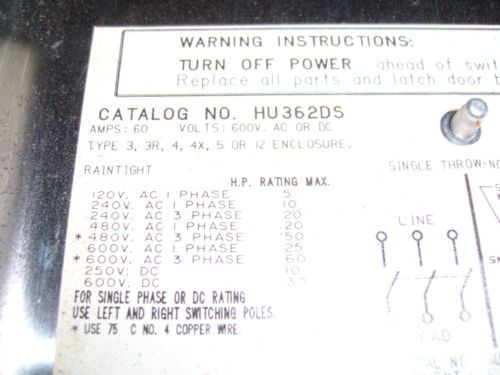 WARNING INSTRUCTIONS:
TURN OFF POWER ahead of swit
Replace all parts and latch door b
CATALOG NO. HU362DS
AMPS: 60 VOLTS: 600V. AC OR DC
TYPE 3, 3R, 4, 4X, 5 OR 12 ENCLOSURE.
RAINTIGHT
H.P. RATING MAX.
120V. AC 1 PHASE 5
240V. AC 1 PHASE 10
240V. AC 3 PHASE 20
480V. AC 1 PHASE 20
* 480V. AC 3 PHASE 50
600V. AC 1 PHASE 25
* 600V. AC 3 PHASE 60
250V. DC 10
600V. DC 30
FOR SINGLE PHASE OR DC RATING
USE LEFT AND RIGHT SWITCHING POLES.
* USE 75 C NO. 4 COPPER WIRE.
SINGLE THROW-NO
LINE
OAD